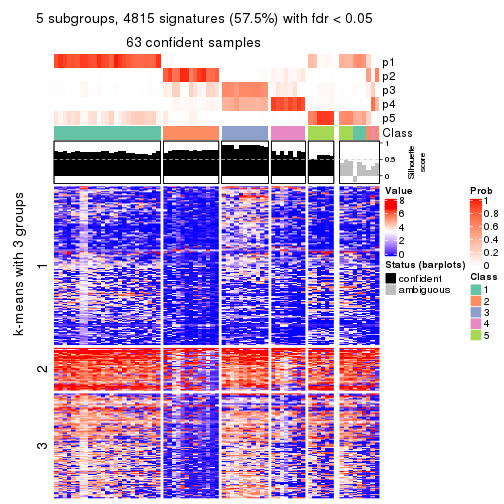 5 subgroups, 4815 signatures (57.5%) with fdr < 0.05
63 confident samples
p1
p2
p3
p4
p5
Class
1
0.5
0
Silhouette
score
k-means with 3 groups
1
2
3
Value
8
6
4
2
0
Status (barplots)
confident
ambiguous
Prob
1
0.8
0.6
0.4
0.2
0
Class
1
2
3
4
5